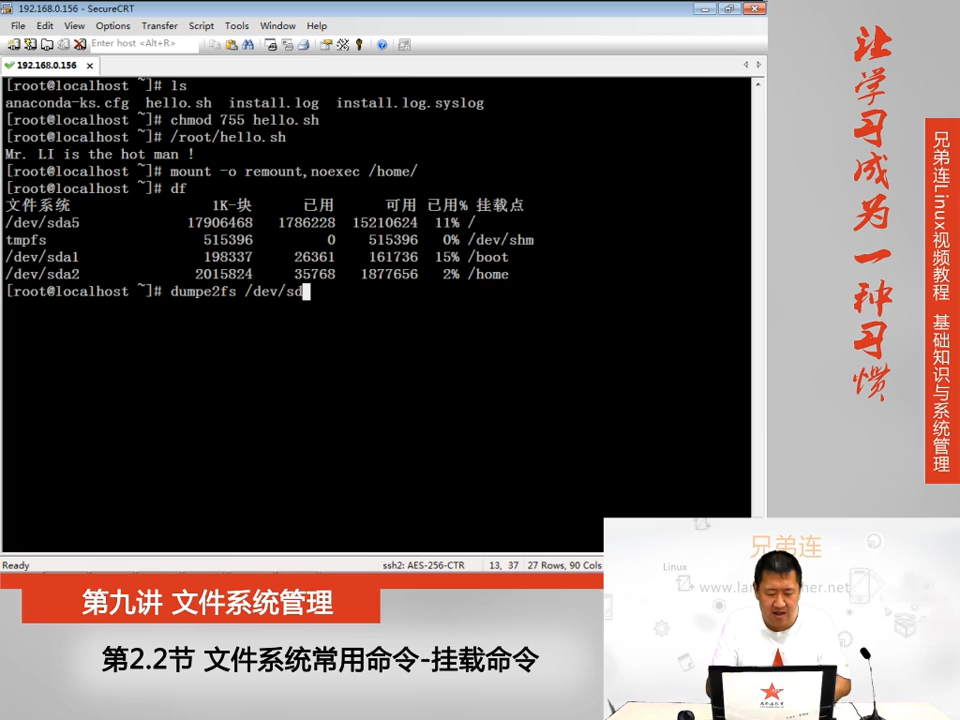 192.168.0.156 - SecureCRT
File Edit View Options Transfer Script Tools Window Help
Enter host <Alt+R>
192.168.0.156
[root@localhost ~]# ls
anaconda-ks.cfg hello.sh install.log install.log.syslog
[root@localhost ~]# chmod 755 hello.sh
[root@localhost ~]# /root/hello.sh
Mr. LI is the hot man !
[root@localhost ~]# mount -o remount,noexec /home/
[root@localhost ~]# df
文件系统 1K-块 已用 可用 已用% 挂载点
/dev/sda5 17906468 1786228 15210624 11% /
tmpfs 515396 0 515396 0% /dev/shm
/dev/sda1 198337 26361 161736 15% /boot
/dev/sda2 2015824 35768 1877656 2% /home
[root@localhost ~]# dumpe2fs /dev/sd
Ready ssh2: AES-256-CTR 13, 37 27 Rows, 90 Cols
让学习成为一种习惯
兄弟连Linux视频教程 基础知识与系统管理
兄弟连
Linux
第九讲 文件系统管理
第2.2节 文件系统常用命令-挂载命令